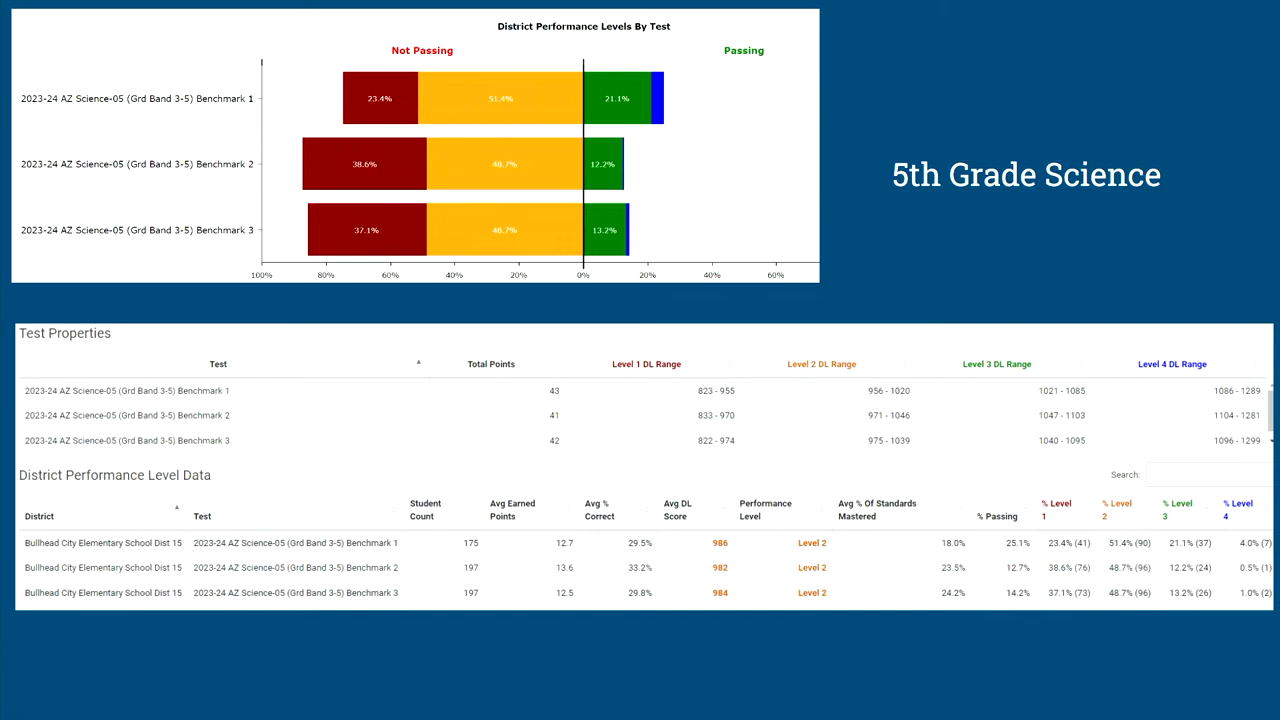 District Performance Levels By Test
Not Passing Passing
2023-24 AZ Science-05 (Grd Band 3-5) Benchmark 1 23.4% 51.4% 21.1%
2023-24 AZ Science-05 (Grd Band 3-5) Benchmark 2 38.6% 48.7% 12.2%
2023-24 AZ Science-05 (Grd Band 3-5) Benchmark 3 37.1% 48.7% 13.2%
100% 80% 60% 40% 20% 0% 20% 40% 60%
5th Grade Science
Test Properties
Test Total Points Level 1 DL Range Level 2 DL Range Level 3 DL Range Level 4 DL Range
2023-24 AZ Science-05 (Grd Band 3-5) Benchmark 1 43 823 - 955 956 - 1020 1021 - 1085 1086 - 1289
2023-24 AZ Science-05 (Grd Band 3-5) Benchmark 2 41 833 - 970 971 - 1046 1047 - 1103 1104 - 1281
2023-24 AZ Science-05 (Grd Band 3-5) Benchmark 3 42 822 - 974 975 - 1039 1040 - 1095 1096 - 1299
District Performance Level Data Search:
Student Avg Earned Avg % Avg DL Performance Avg % Of Standards % Level % Level % Level % Level
District Test Count Points Correct Score Level Mastered % Passing 1 2 3 4
Bullhead City Elementary School Dist 15 2023-24 AZ Science-05 (Grd Band 3-5) Benchmark 1 175 12.7 29.5% 986 Level 2 18.0% 25.1% 23.4% (41) 51.4% (90) 21.1% (37) 4.0% (7)
Bullhead City Elementary School Dist 15 2023-24 AZ Science-05 (Grd Band 3-5) Benchmark 2 197 13.6 33.2% 982 Level 2 23.5% 12.7% 38.6% (76) 48.7% (96) 12.2% (24) 0.5% (1)
Bullhead City Elementary School Dist 15 2023-24 AZ Science-05 (Grd Band 3-5) Benchmark 3 197 12.5 29.8% 984 Level 2 24.2% 14.2% 37.1% (73) 48.7% (96) 13.2% (26) 1.0% (2)